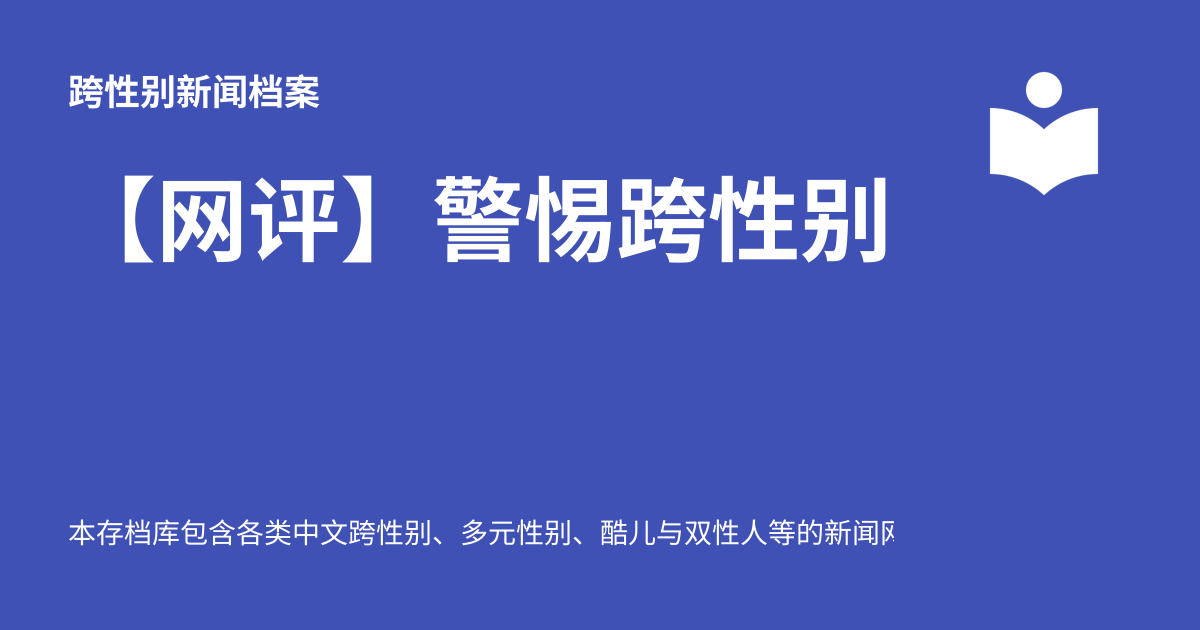 跨性别新闻档案
【网评】警惕跨性别
本存档库包含各类中文跨性别、多元性别、酷儿与双性人等的新闻